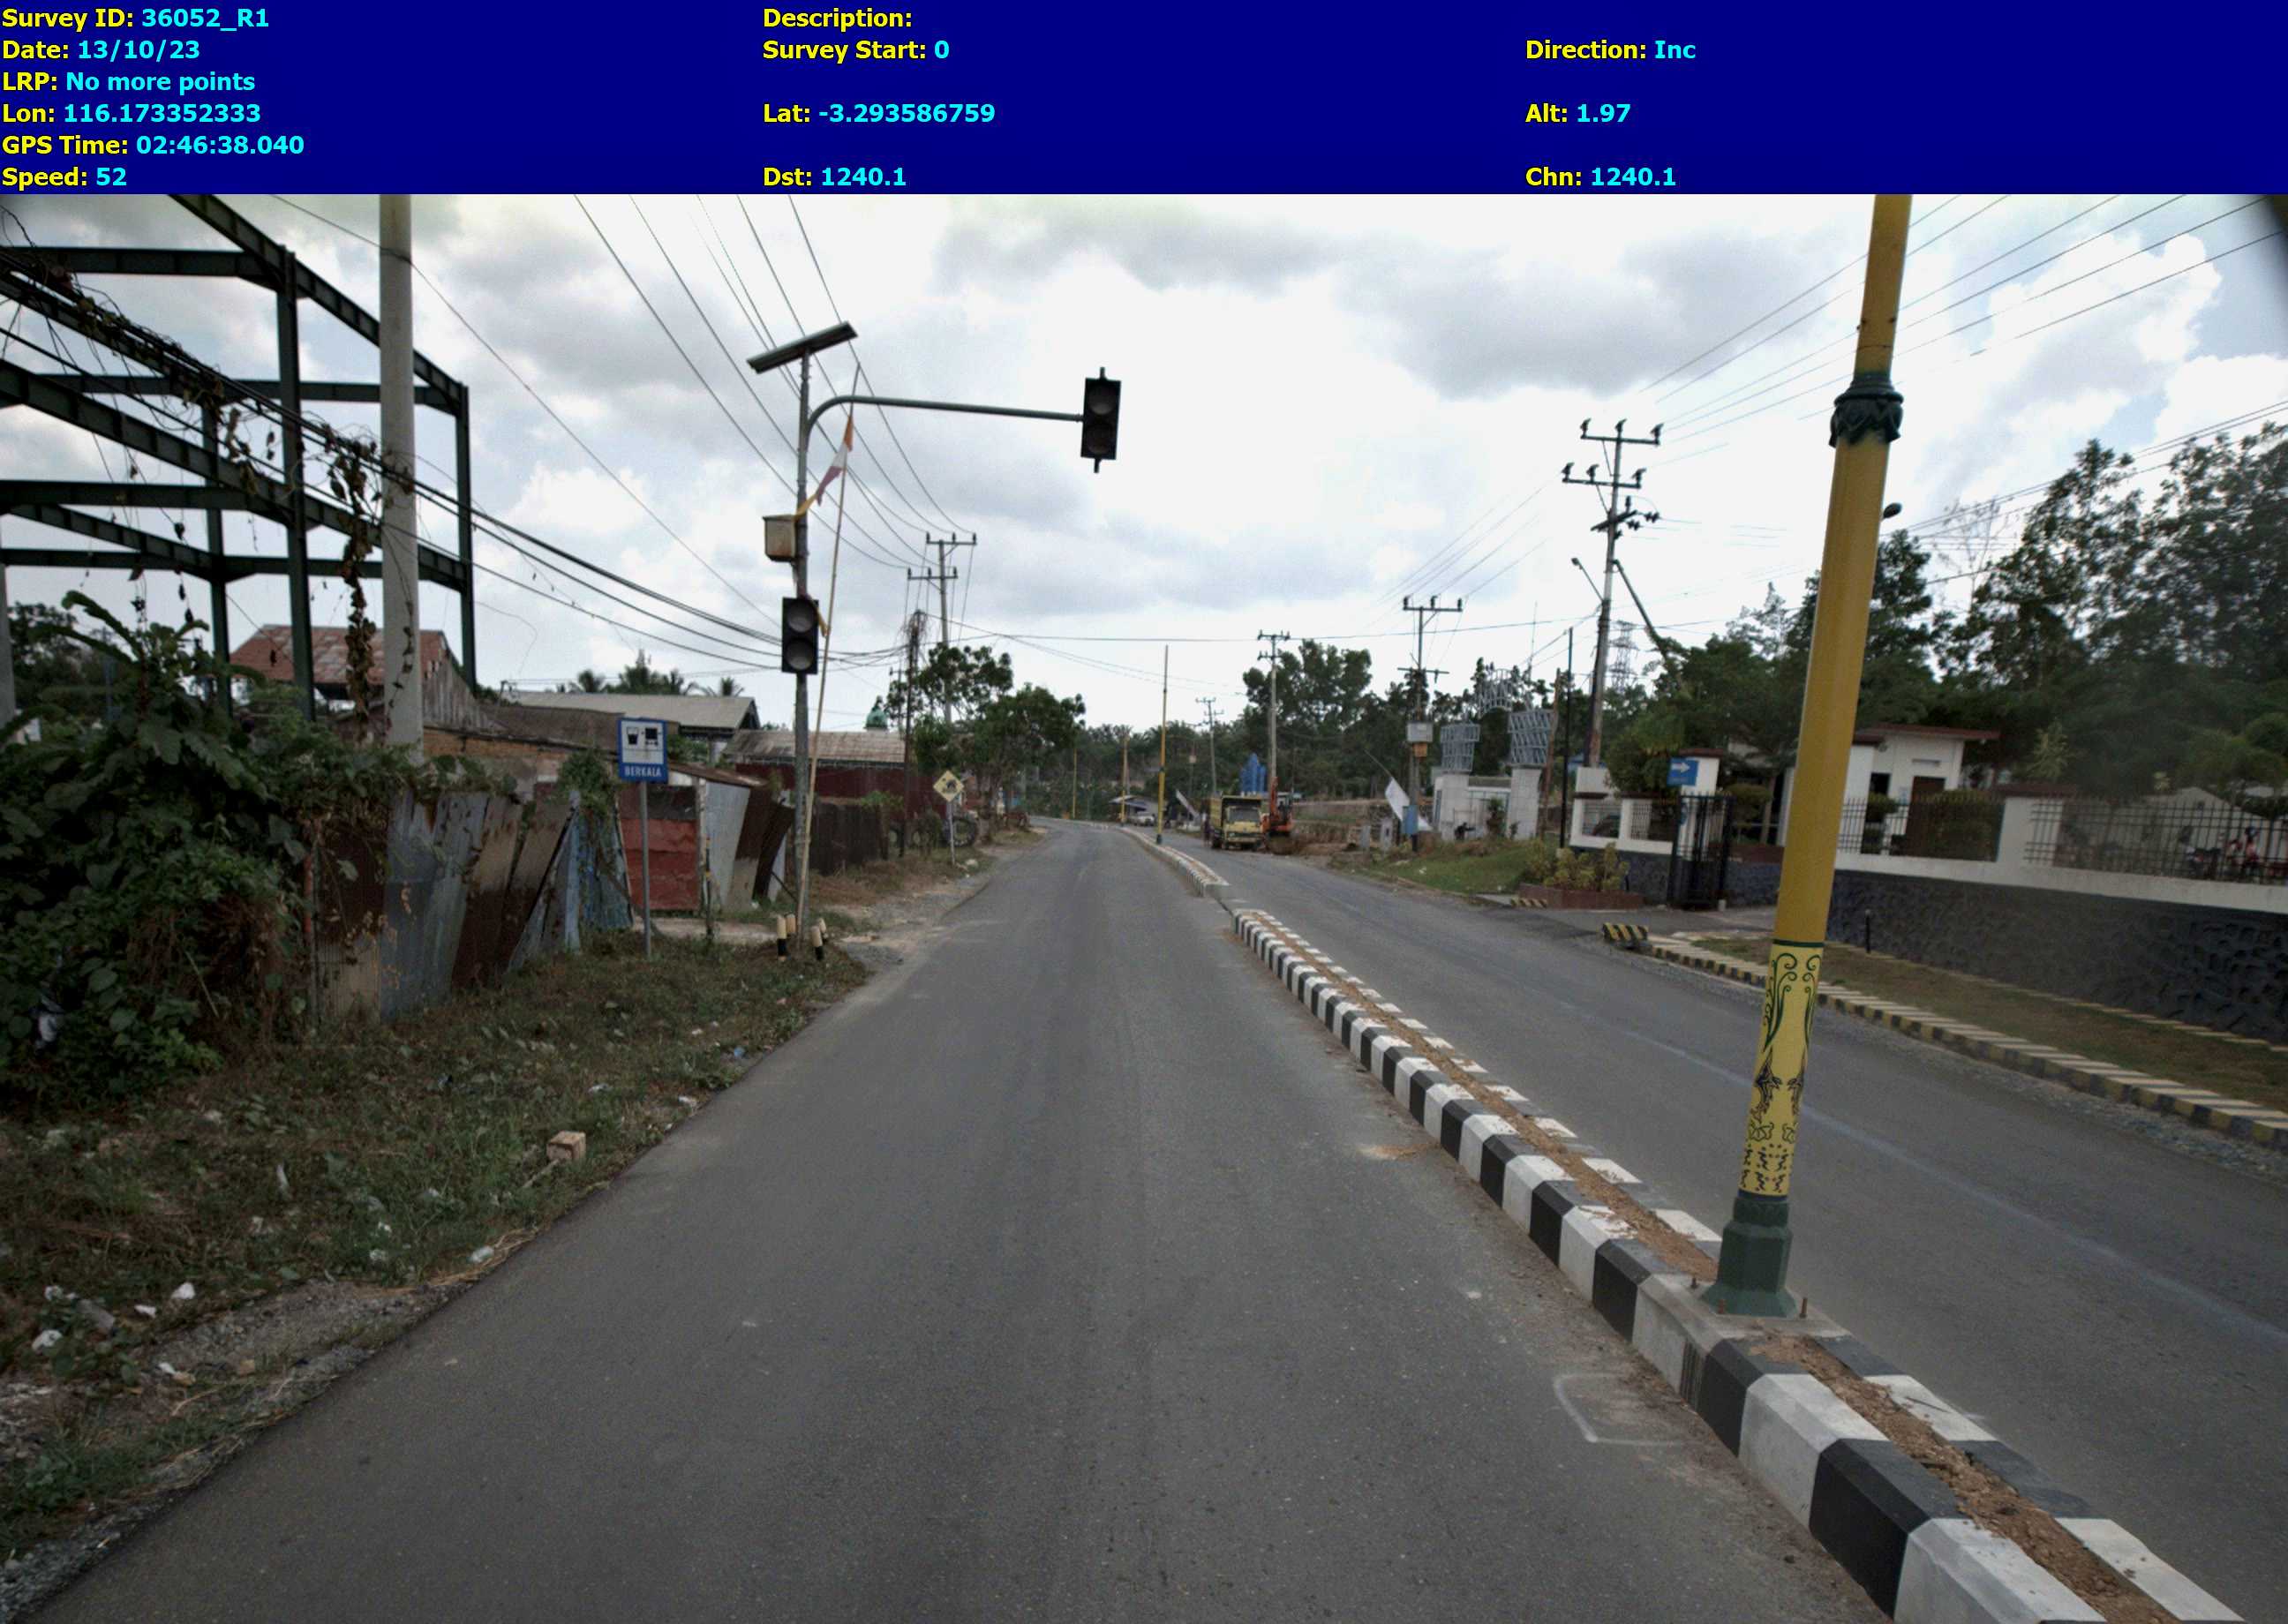 Survey ID: 36052_R1
Description:
Date: 13/10/23
Survey Start: 0
Direction: Inc
LRP: No more points
Lon: 116.173352333
Lat: -3.293586759
Alt: 1.97
GPS Time: 02:46:38.040
Speed: 52
Dst: 1240.1
Chn: 1240.1
BERKALA